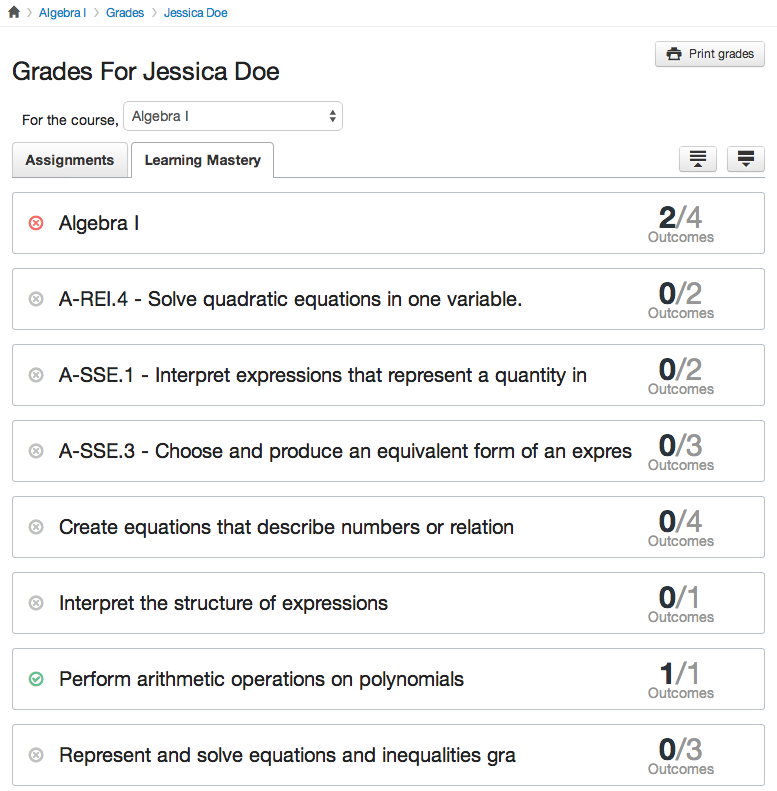 Algebra I > Grades > Jessica Doe
Print grades
Grades For Jessica Doe
For the course, Algebra I
Assignments Learning Mastery
Algebra I 2/4
Outcomes
A-REI.4 - Solve quadratic equations in one variable. 0/2
Outcomes
A-SSE.1 - Interpret expressions that represent a quantity in 0/2
Outcomes
A-SSE.3 - Choose and produce an equivalent form of an expres 0/3
Outcomes
Create equations that describe numbers or relation 0/4
Outcomes
Interpret the structure of expressions 0/1
Outcomes
Perform arithmetic operations on polynomials 1/1
Outcomes
Represent and solve equations and inequalities gra 0/3
Outcomes